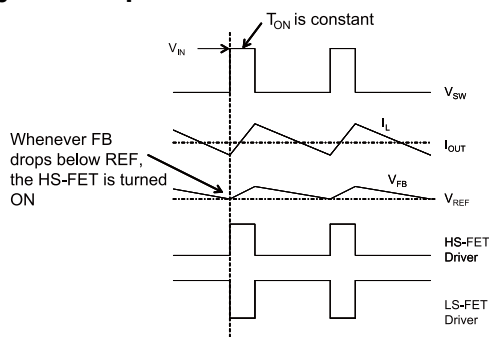 T_ON is constant
V_IN
V_SW
I_L
I_OUT
Whenever FB
drops below REF,
the HS-FET is turned
ON
V_FB
V_REF
HS-FET
Driver
LS-FET
Driver